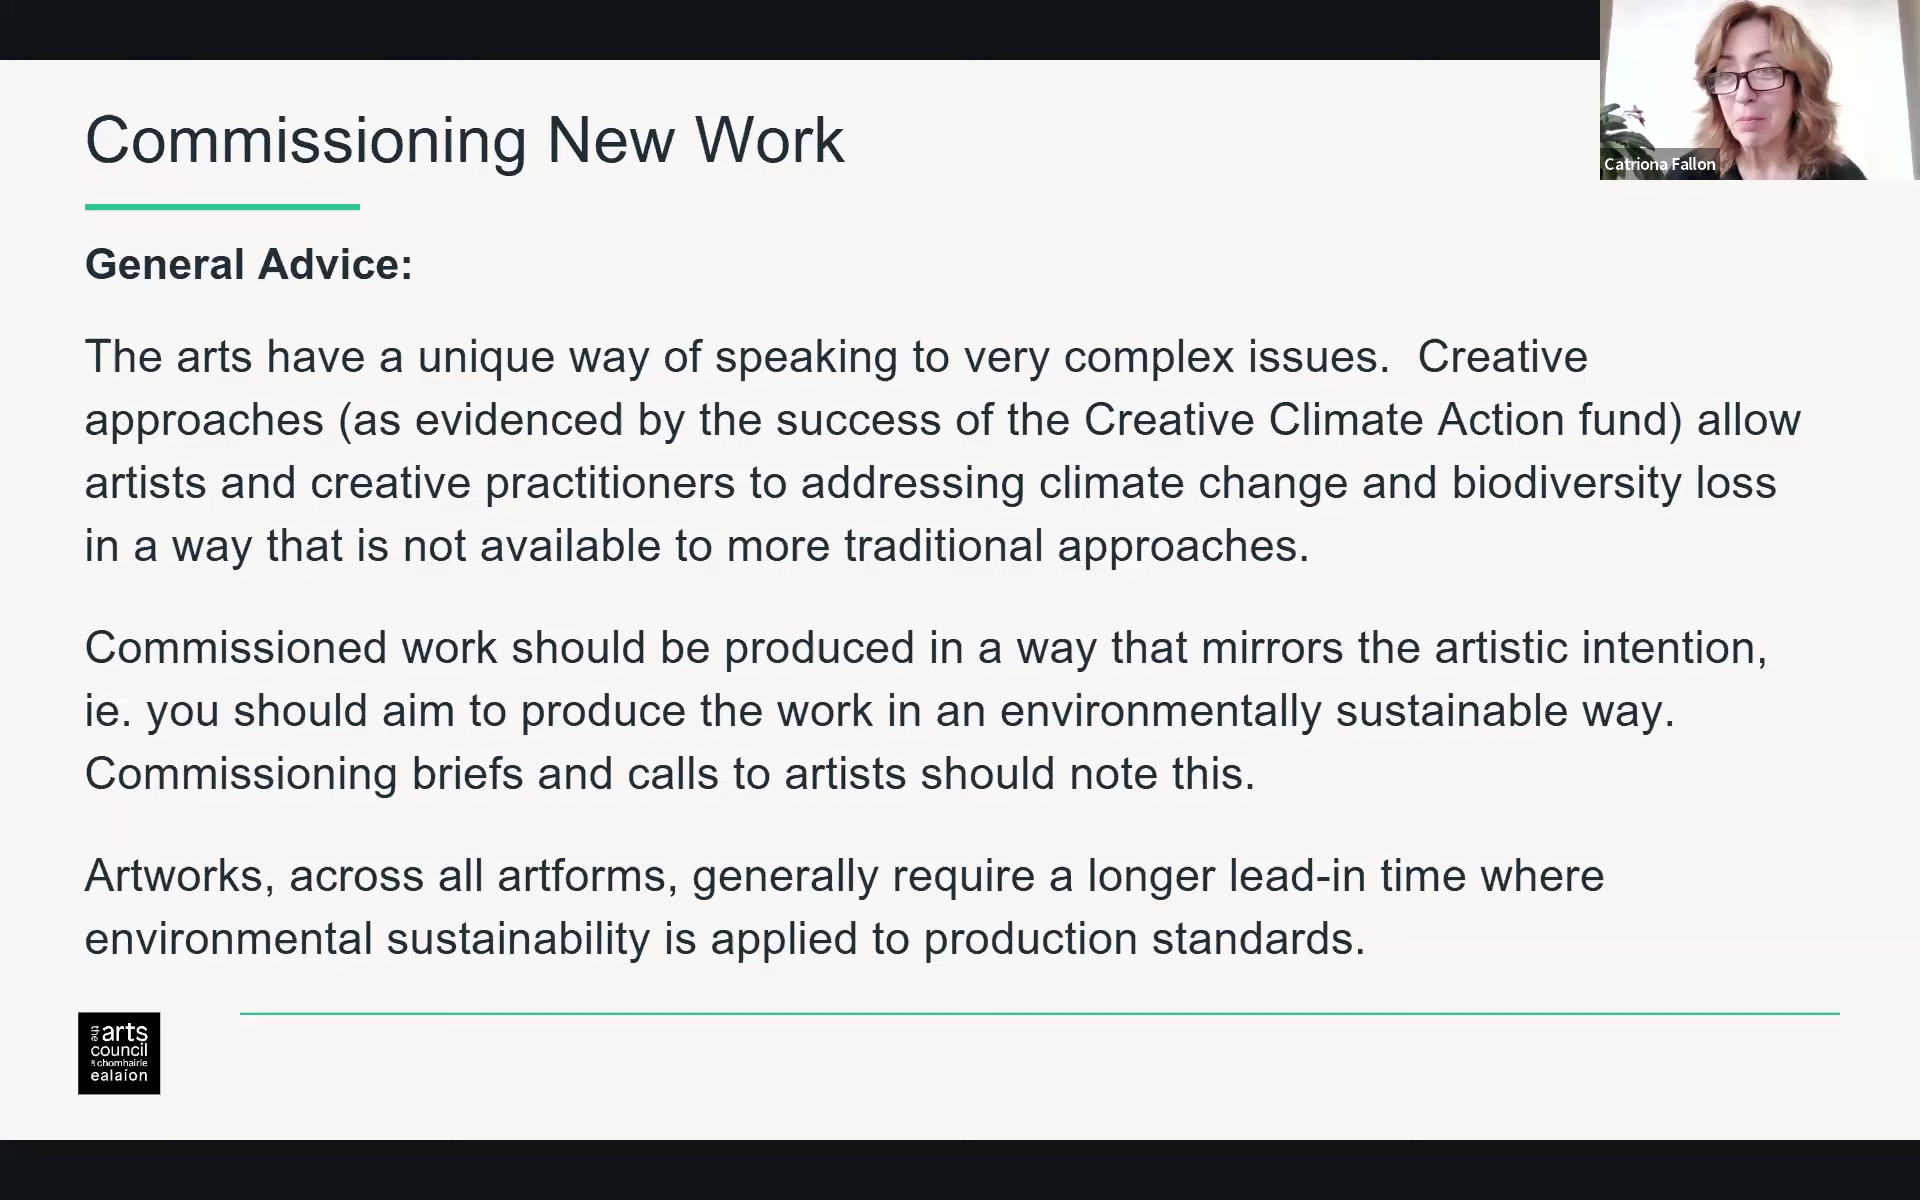 Commissioning New Work
Catriona Fallon
General Advice:
The arts have a unique way of speaking to very complex issues.  Creative
approaches (as evidenced by the success of the Creative Climate Action fund) allow
artists and creative practitioners to addressing climate change and biodiversity loss
in a way that is not available to more traditional approaches.
Commissioned work should be produced in a way that mirrors the artistic intention,
ie. you should aim to produce the work in an environmentally sustainable way.
Commissioning briefs and calls to artists should note this.
Artworks, across all artforms, generally require a longer lead-in time where
environmental sustainability is applied to production standards.
the arts
council
chomhairle
ealaíon